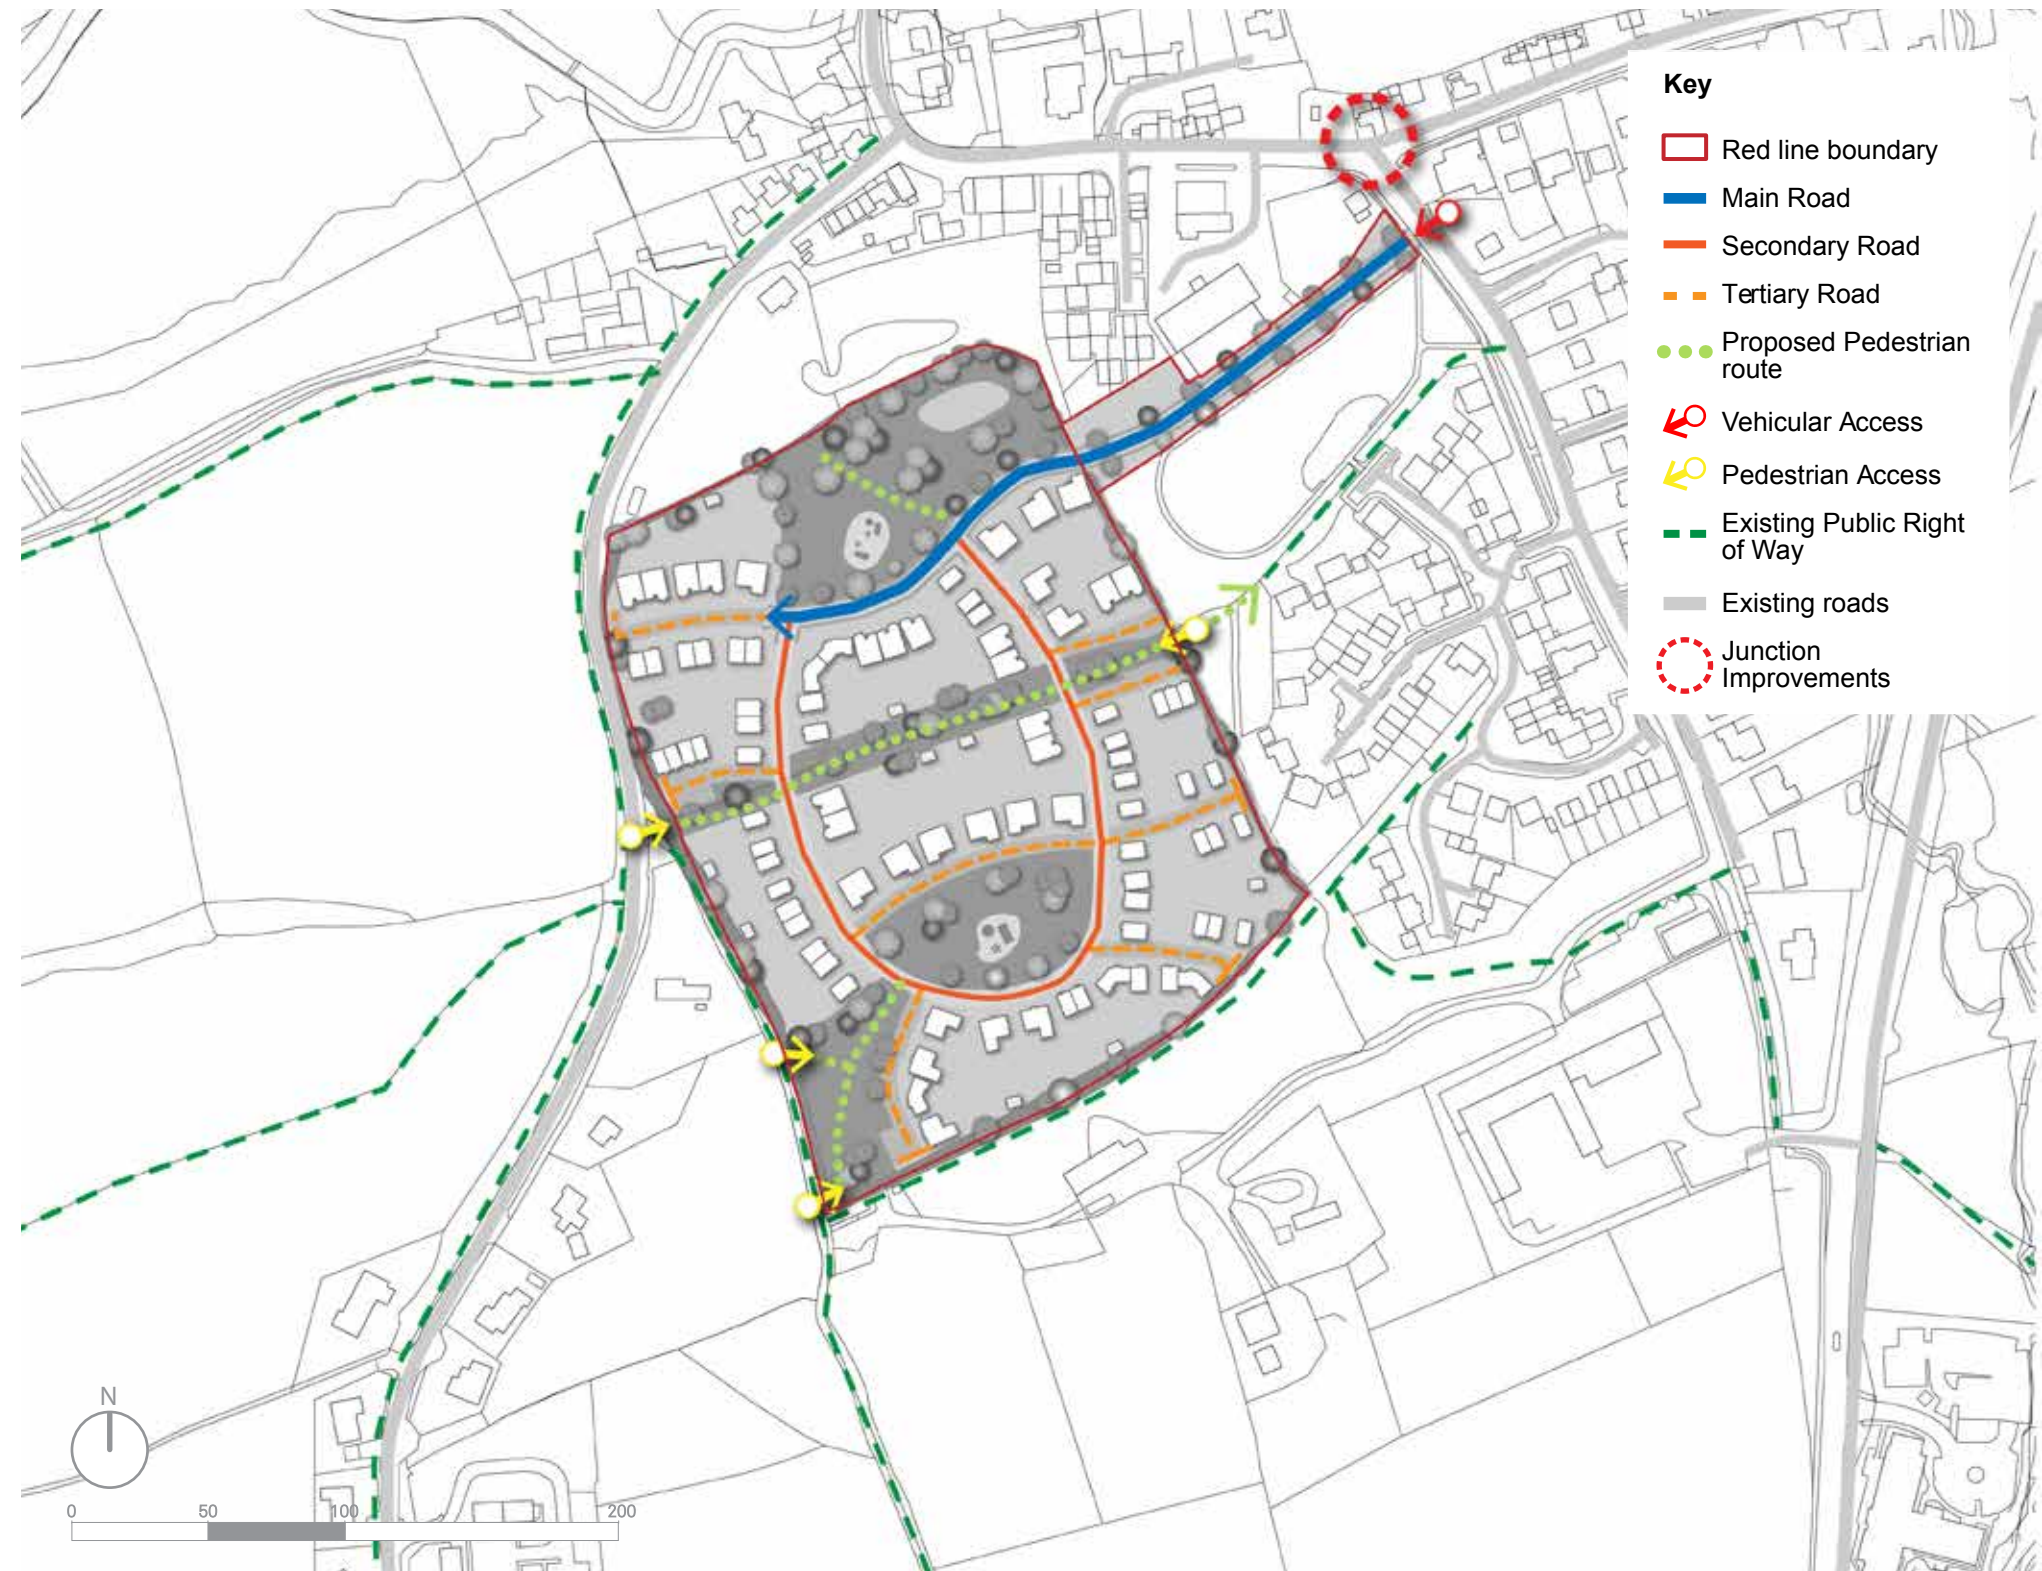 Key
Red line boundary
Main Road
Secondary Road
Tertiary Road
Proposed Pedestrian
route
Vehicular Access
Pedestrian Access
Existing Public Right
of Way
Existing roads
Junction
Improvements
N
0 50 100 200